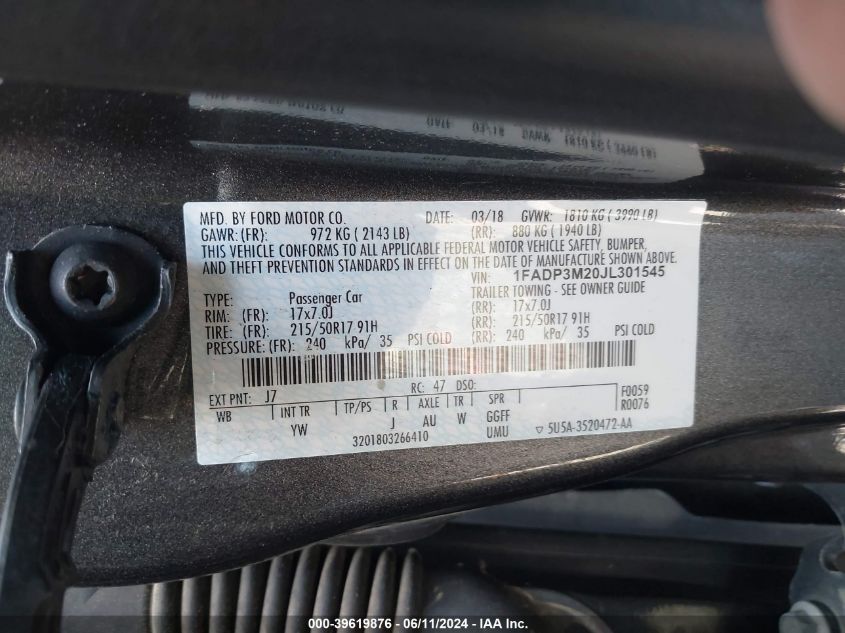 MFD. BY FORD MOTOR CO. DATE: 03/18 GVWR: 1810 KG ( 3990 LB)
GAWR: (FR): 972 KG ( 2143 LB) (RR): 880 KG ( 1940 LB)
THIS VEHICLE CONFORMS TO ALL APPLICABLE FEDERAL MOTOR VEHICLE SAFETY, BUMPER,
AND THEFT PREVENTION STANDARDS IN EFFECT ON THE DATE OF MANUFACTURE SHOWN ABOVE.
VIN: 1FADP3M20JL301545
TYPE: Passenger Car TRAILER TOWING - SEE OWNER GUIDE
RIM: (FR): 17x7.0J (RR): 17x7.0J
TIRE: (FR): 215/50R17 91H (RR): 215/50R17 91H
PRESSURE: (FR): 240 kPa/ 35 PSI COLD (RR): 240 kPa/ 35 PSI COLD
EXT PNT: J7 RC: 47 DSO: F0059
WB INT TR TP/PS R AXLE TR SPR R0076
YW J AU W GGFF
3201803266410 UMU ▽ 5U5A-3520472-AA
000-39619876 / 06/11/2024 - IAA Inc.